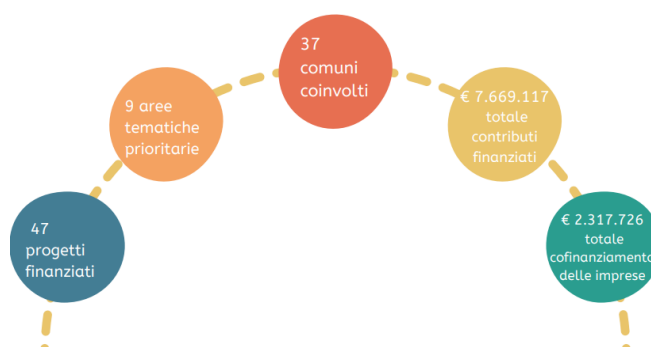 37
comuni
coinvolti
9 aree
tematiche
prioritarie
€ 7.669.117
totale
contributi
finanziati
47
progetti
finanziati
€ 2.317.726
totale
cofinanziamento
delle imprese